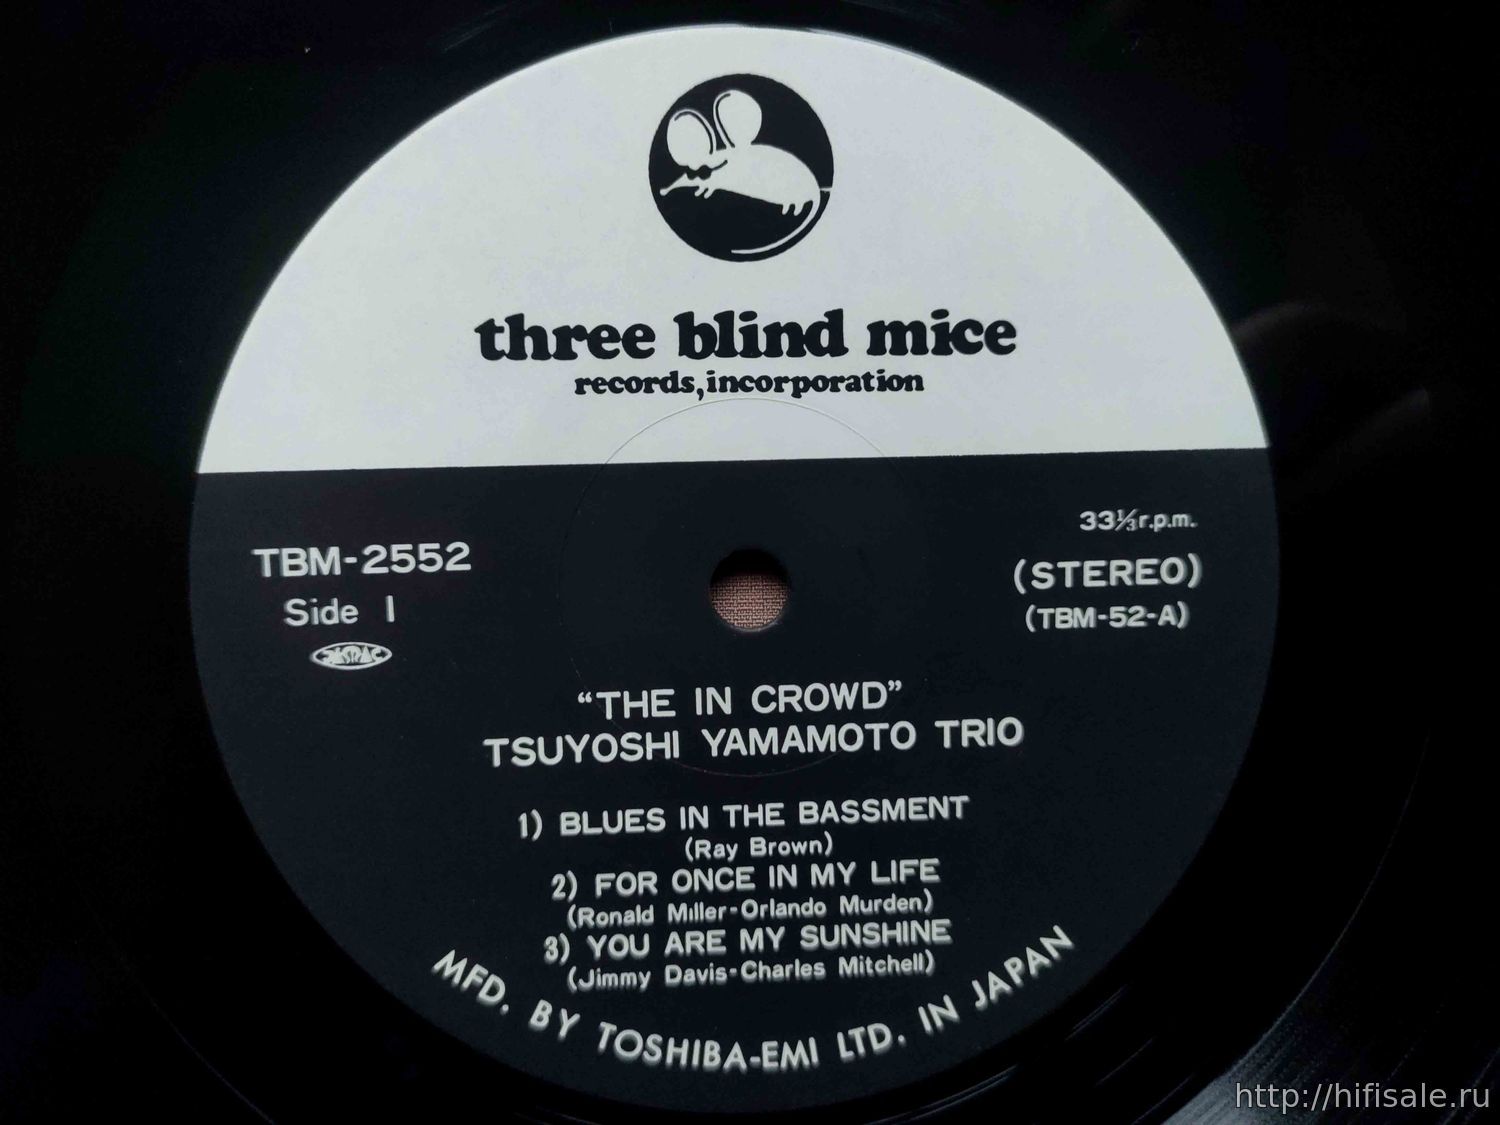 three blind mice
records, incorporation
33⅓ r.p.m.
TBM-2552
(STEREO)
Side 1
(TBM-52-A)
JASRAC
“THE IN CROWD”
TSUYOSHI YAMAMOTO TRIO
1) BLUES IN THE BASSMENT
(Ray Brown)
2) FOR ONCE IN MY LIFE
(Ronald Miller-Orlando Murden)
3) YOU ARE MY SUNSHINE
(Jimmy Davis-Charles Mitchell)
MFD. BY TOSHIBA-EMI LTD. IN JAPAN
http://hifisale.ru